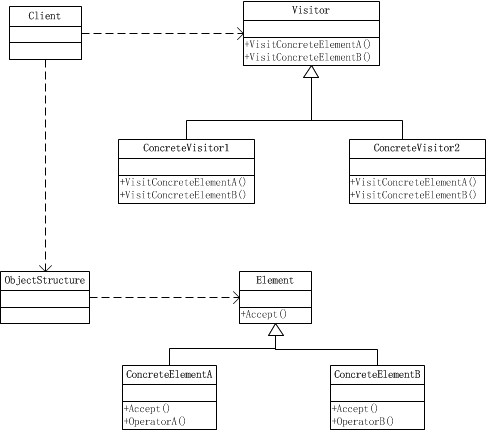 Client
Visitor
+VisitConcreteElementA()
+VisitConcreteElementB()
ConcreteVisitor1
+VisitConcreteElementA()
+VisitConcreteElementB()
ConcreteVisitor2
+VisitConcreteElementA()
+VisitConcreteElementB()
ObjectStructure
Element
+Accept()
ConcreteElementA
+Accept()
+OperatorA()
ConcreteElementB
+Accept()
+OperatorB()